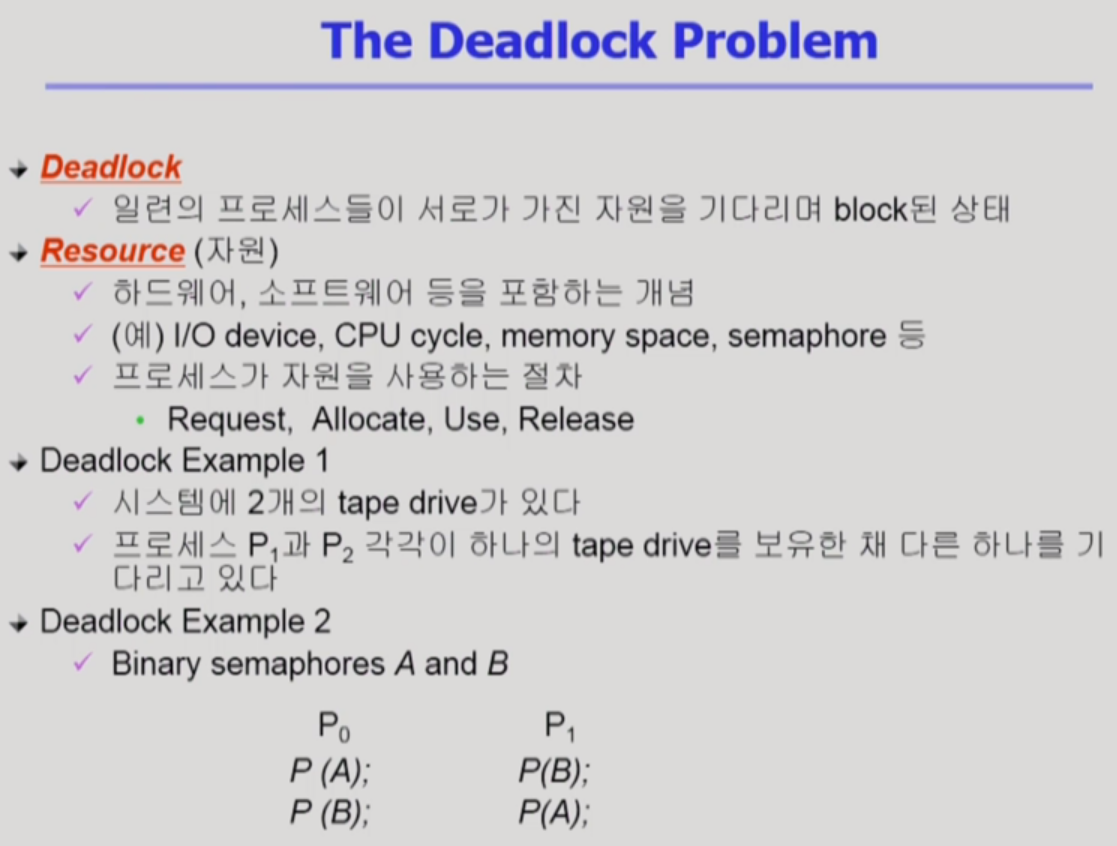 The Deadlock Problem
Deadlock
일련의 프로세스들이 서로가 가진 자원을 기다리며 block된 상태
Resource (자원)
하드웨어, 소프트웨어 등을 포함하는 개념
(예) I/O device, CPU cycle, memory space, semaphore 등
프로세스가 자원을 사용하는 절차
Request, Allocate, Use, Release
Deadlock Example 1
시스템에 2개의 tape drive가 있다
프로세스 P₁과 P₂ 각각이 하나의 tape drive를 보유한 채 다른 하나를 기
다리고 있다
Deadlock Example 2
Binary semaphores A and B
P₀ P₁
P (A); P(B);
P (B); P(A);